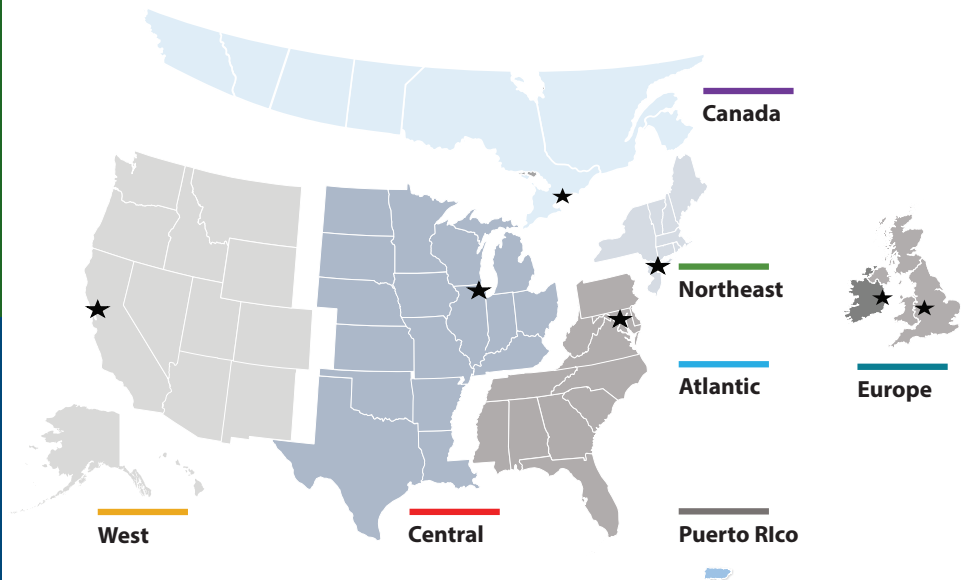 Canada
Northeast
Atlantic
Europe
West
Central
Puerto RIco